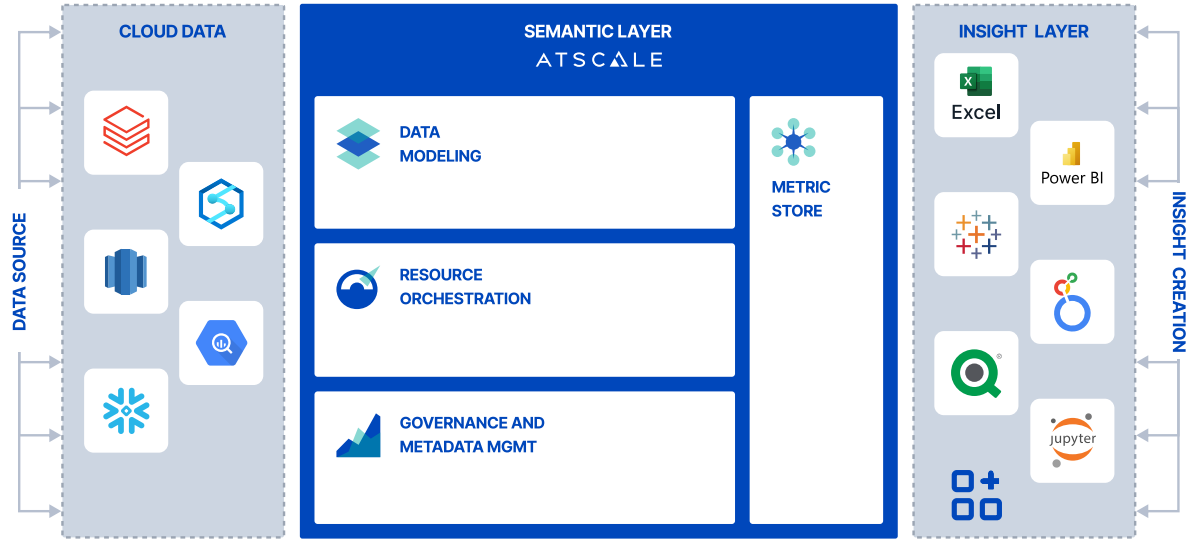 DATA SOURCE
CLOUD DATA
SEMANTIC LAYER
ATSCALE
DATA
MODELING
RESOURCE
ORCHESTRATION
GOVERNANCE AND
METADATA MGMT
METRIC
STORE
INSIGHT LAYER
X
Excel
Power BI
®
jupyter
INSIGHT CREATION